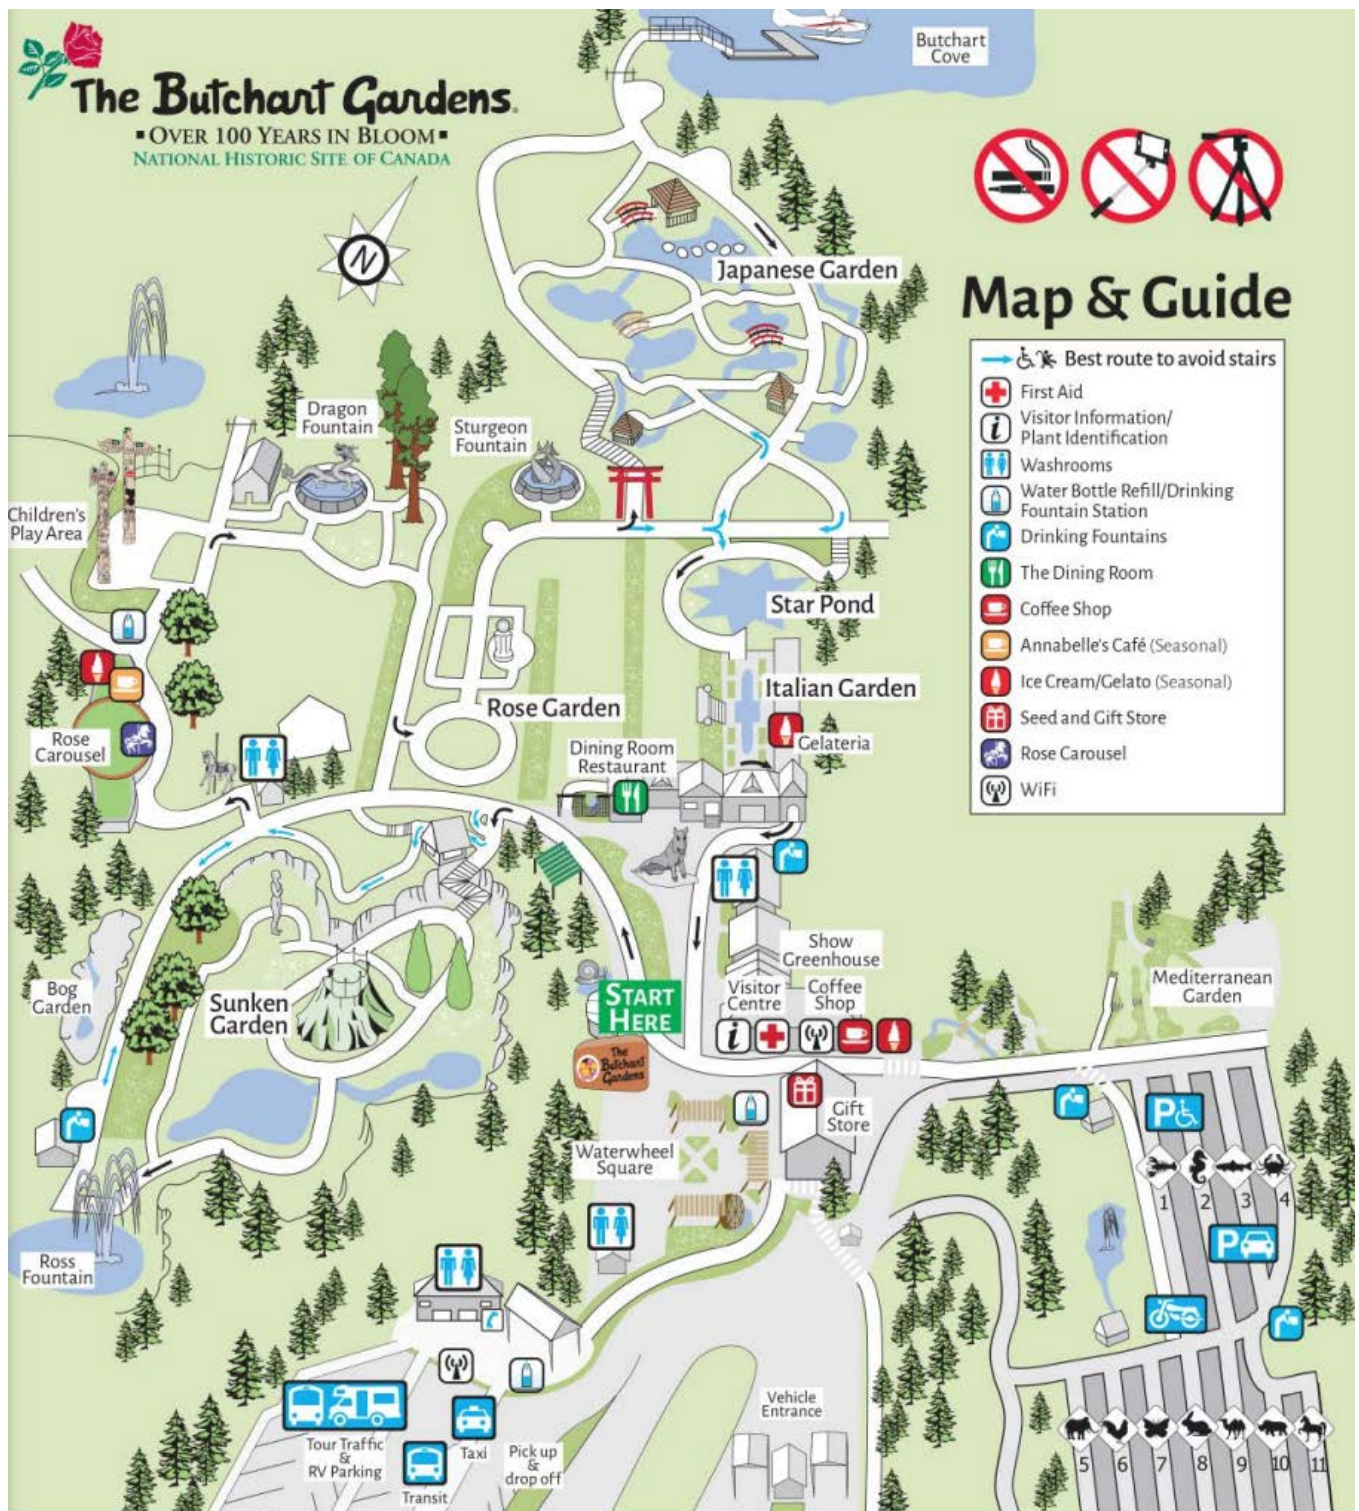 The Butchart Gardens®
▪ OVER 100 YEARS IN BLOOM ▪
NATIONAL HISTORIC SITE OF CANADA
N
Butchart
Cove
Map & Guide
Best route to avoid stairs
First Aid
Visitor Information/
Plant Identification
Washrooms
Water Bottle Refill/Drinking
Fountain Station
Drinking Fountains
The Dining Room
Coffee Shop
Annabelle's Café (Seasonal)
Ice Cream/Gelato (Seasonal)
Seed and Gift Store
Rose Carousel
WiFi
Japanese Garden
Dragon
Fountain
Sturgeon
Fountain
Children's
Play Area
Star Pond
Italian Garden
Rose Garden
Rose
Carousel
Dining Room
Restaurant
Gelateria
Show
Greenhouse
Visitor
Centre
Coffee
Shop
Bog
Garden
Sunken
Garden
START
HERE
The
Butchart
Gardens
Mediterranean
Garden
Gift
Store
Waterwheel
Square
Ross
Fountain
P
1
2
3
4
P
Tour Traffic
&
RV Parking
Taxi
Transit
Pick up
&
drop off
Vehicle
Entrance
5
6
7
8
9
10
11